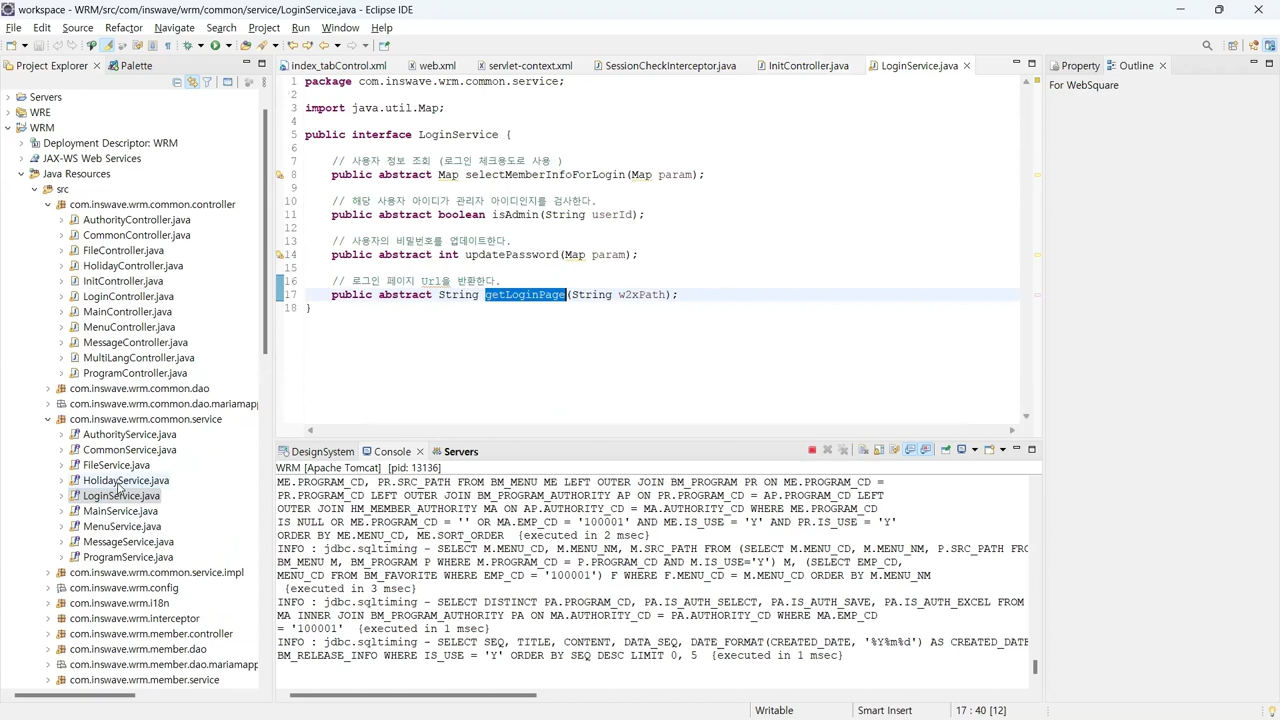 workspace - WRM/src/com/inswave/wrm/common/service/LoginService.java - Eclipse IDE
File Edit Source Refactor Navigate Search Project Run Window Help
Project Explorer Palette
index_tabControl.xml web.xml servlet-context.xml SessionCheckInterceptor.java InitController.java LoginService.java
Property Outline
For WebSquare
Servers
WRE
WRM
Deployment Descriptor: WRM
JAX-WS Web Services
Java Resources
src
com.inswave.wrm.common.controller
AuthorityController.java
CommonController.java
FileController.java
HolidayController.java
InitController.java
LoginController.java
MainController.java
MenuController.java
MessageController.java
MultiLangController.java
ProgramController.java
com.inswave.wrm.common.dao
com.inswave.wrm.common.dao.mariamapp
com.inswave.wrm.common.service
AuthorityService.java
CommonService.java
FileService.java
HolidayService.java
LoginService.java
MainService.java
MenuService.java
MessageService.java
ProgramService.java
com.inswave.wrm.common.service.impl
com.inswave.wrm.config
com.inswave.wrm.i18n
com.inswave.wrm.interceptor
com.inswave.wrm.member.controller
com.inswave.wrm.member.dao
com.inswave.wrm.member.dao.mariamapp
com.inswave.wrm.member.service
1 package com.inswave.wrm.common.service;
2
3 import java.util.Map;
4
5 public interface LoginService {
6
7 // 사용자 정보 조회 (로그인 체크용도로 사용 )
8 public abstract Map selectMemberInfoForLogin(Map param);
9
10 // 해당 사용자 아이디가 관리자 아이디인지를 검사한다.
11 public abstract boolean isAdmin(String userId);
12
13 // 사용자의 비밀번호를 업데이트한다.
14 public abstract int updatePassword(Map param);
15
16 // 로그인 페이지 Url을 반환한다.
17 public abstract String getLoginPage(String w2xPath);
18 }
DesignSystem Console Servers
WRM [Apache Tomcat] [pid: 13136]
ME.PROGRAM_CD, PR.SRC_PATH FROM BM_MENU ME LEFT OUTER JOIN BM_PROGRAM PR ON ME.PROGRAM_CD =
PR.PROGRAM_CD LEFT OUTER JOIN BM_PROGRAM_AUTHORITY AP ON PR.PROGRAM_CD = AP.PROGRAM_CD LEFT
OUTER JOIN HM_MEMBER_AUTHORITY MA ON AP.AUTHORITY_CD = MA.AUTHORITY_CD WHERE ME.PROGRAM_CD
IS NULL OR ME.PROGRAM_CD = '' OR MA.EMP_CD = '100001' AND ME.IS_USE = 'Y' AND PR.IS_USE = 'Y'
ORDER BY ME.MENU_CD, ME.SORT_ORDER {executed in 2 msec}
INFO : jdbc.sqltiming - SELECT M.MENU_CD, M.MENU_NM, M.SRC_PATH FROM (SELECT M.MENU_CD, M.MENU_NM, P.SRC_PATH FR
BM_MENU M, BM_PROGRAM P WHERE M.PROGRAM_CD = P.PROGRAM_CD AND M.IS_USE='Y') M, (SELECT EMP_CD,
MENU_CD FROM BM_FAVORITE WHERE EMP_CD = '100001') F WHERE F.MENU_CD = M.MENU_CD ORDER BY M.MENU_NM
{executed in 3 msec}
INFO : jdbc.sqltiming - SELECT DISTINCT PA.PROGRAM_CD, PA.IS_AUTH_SELECT, PA.IS_AUTH_SAVE, PA.IS_AUTH_EXCEL FROM
MA INNER JOIN BM_PROGRAM_AUTHORITY PA ON MA.AUTHORITY_CD = PA.AUTHORITY_CD WHERE MA.EMP_CD
= '100001' {executed in 1 msec}
INFO : jdbc.sqltiming - SELECT SEQ, TITLE, CONTENT, DATA_SEQ, DATE_FORMAT(CREATED_DATE, '%Y%m%d') AS CREATED_DATE
BM_RELEASE_INFO WHERE IS_USE = 'Y' ORDER BY SEQ DESC LIMIT 0, 5 {executed in 1 msec}
Writable Smart Insert 17 : 40 [12]